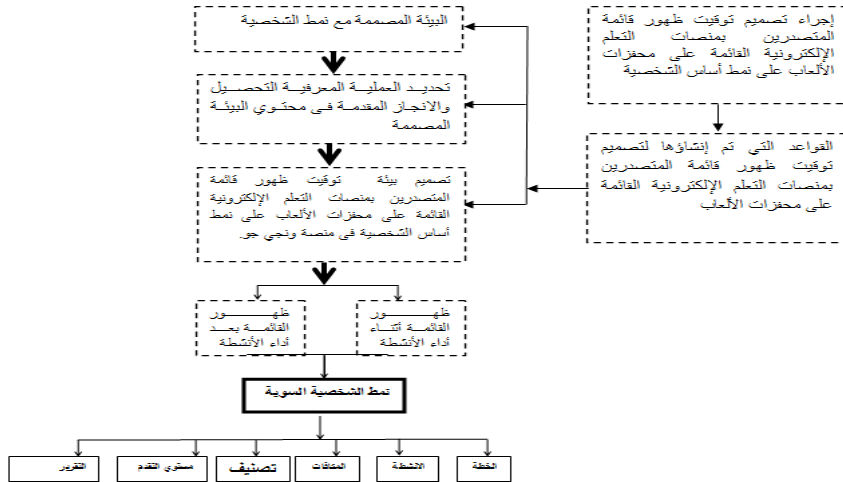 البيئة المصممة مع نمط الشخصية
إجراء تصميم توقيت ظهور قائمة
المتصدرين بمنصات التعلم
الإلكترونية القائمة على محفزات
الألعاب على نمط أساس الشخصية
تحديد العملية المعرفية التحصيل
والانجاز المقدمة فى محتوي البيئة
المصممة
القواعد التي تم إنشاؤها لتصميم
توقيت ظهور قائمة المتصدرين
بمنصات التعلم الإلكترونية القائمة
على محفزات الألعاب
تصميم بيئة توقيت ظهور قائمة
المتصدرين بمنصات التعلم الإلكترونية
القائمة على محفزات الألعاب على نمط
أساس الشخصية فى منصة ونجي جو.
ظهور
القائمة أثناء
أداء الأنشطة
ظهور
القائمة بعد
أداء الأنشطة
نمط الشخصية السوية
الخطة
الانشطة
المكافات
تصنيف
مستوي التقدم
التقرير